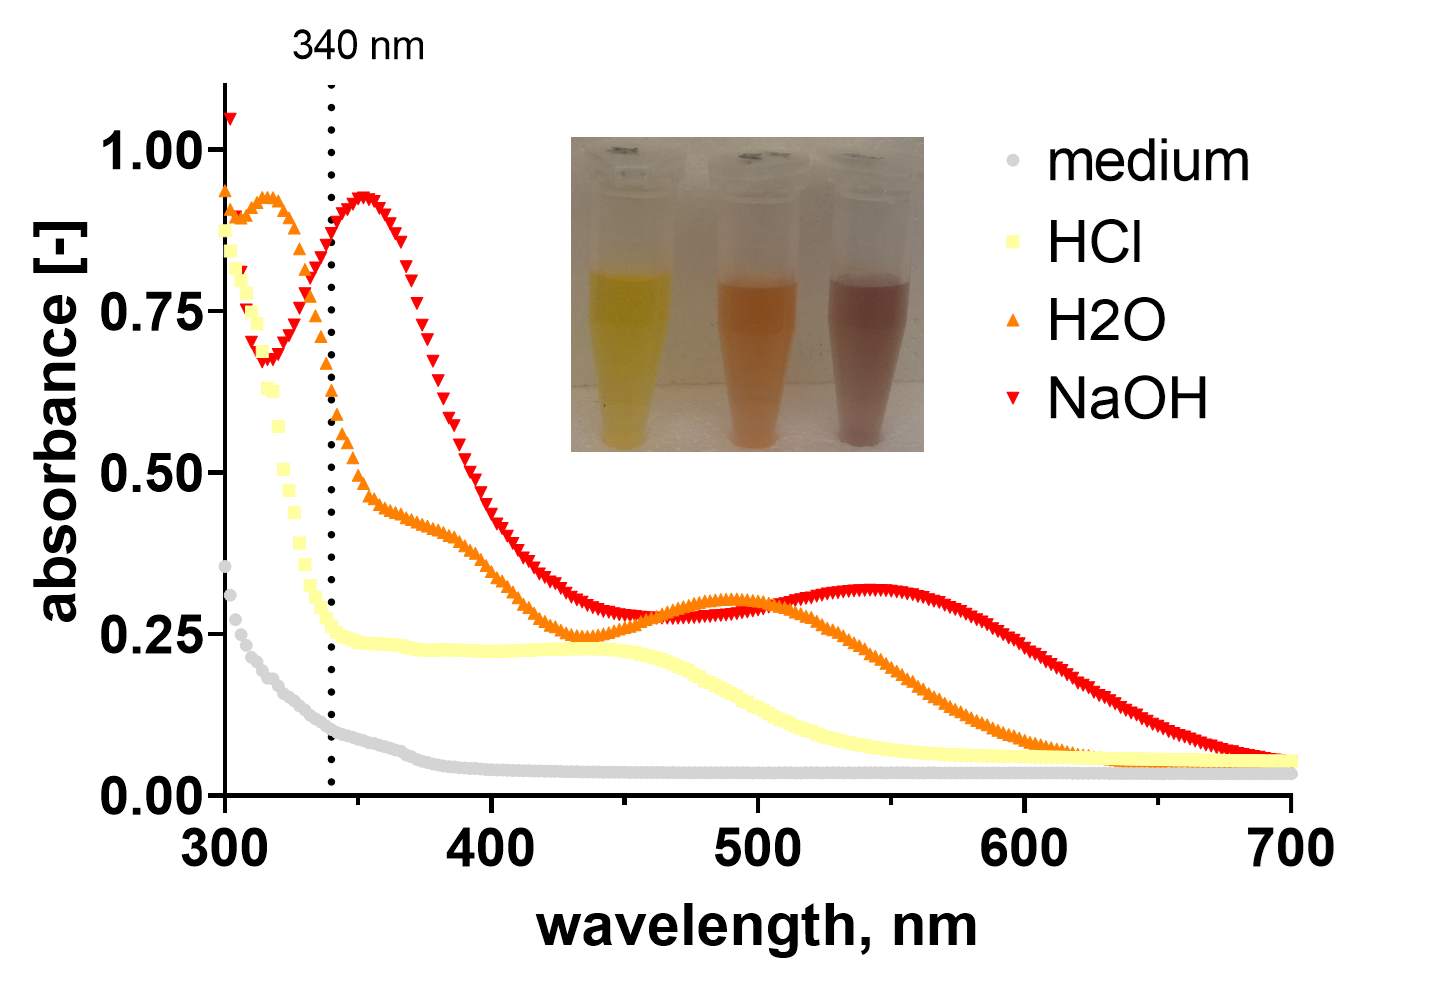 340 nm
1.00
0.75
0.50
0.25
0.00
absorbance [-]
300 400 500 600 700
wavelength, nm
medium
HCl
H2O
NaOH